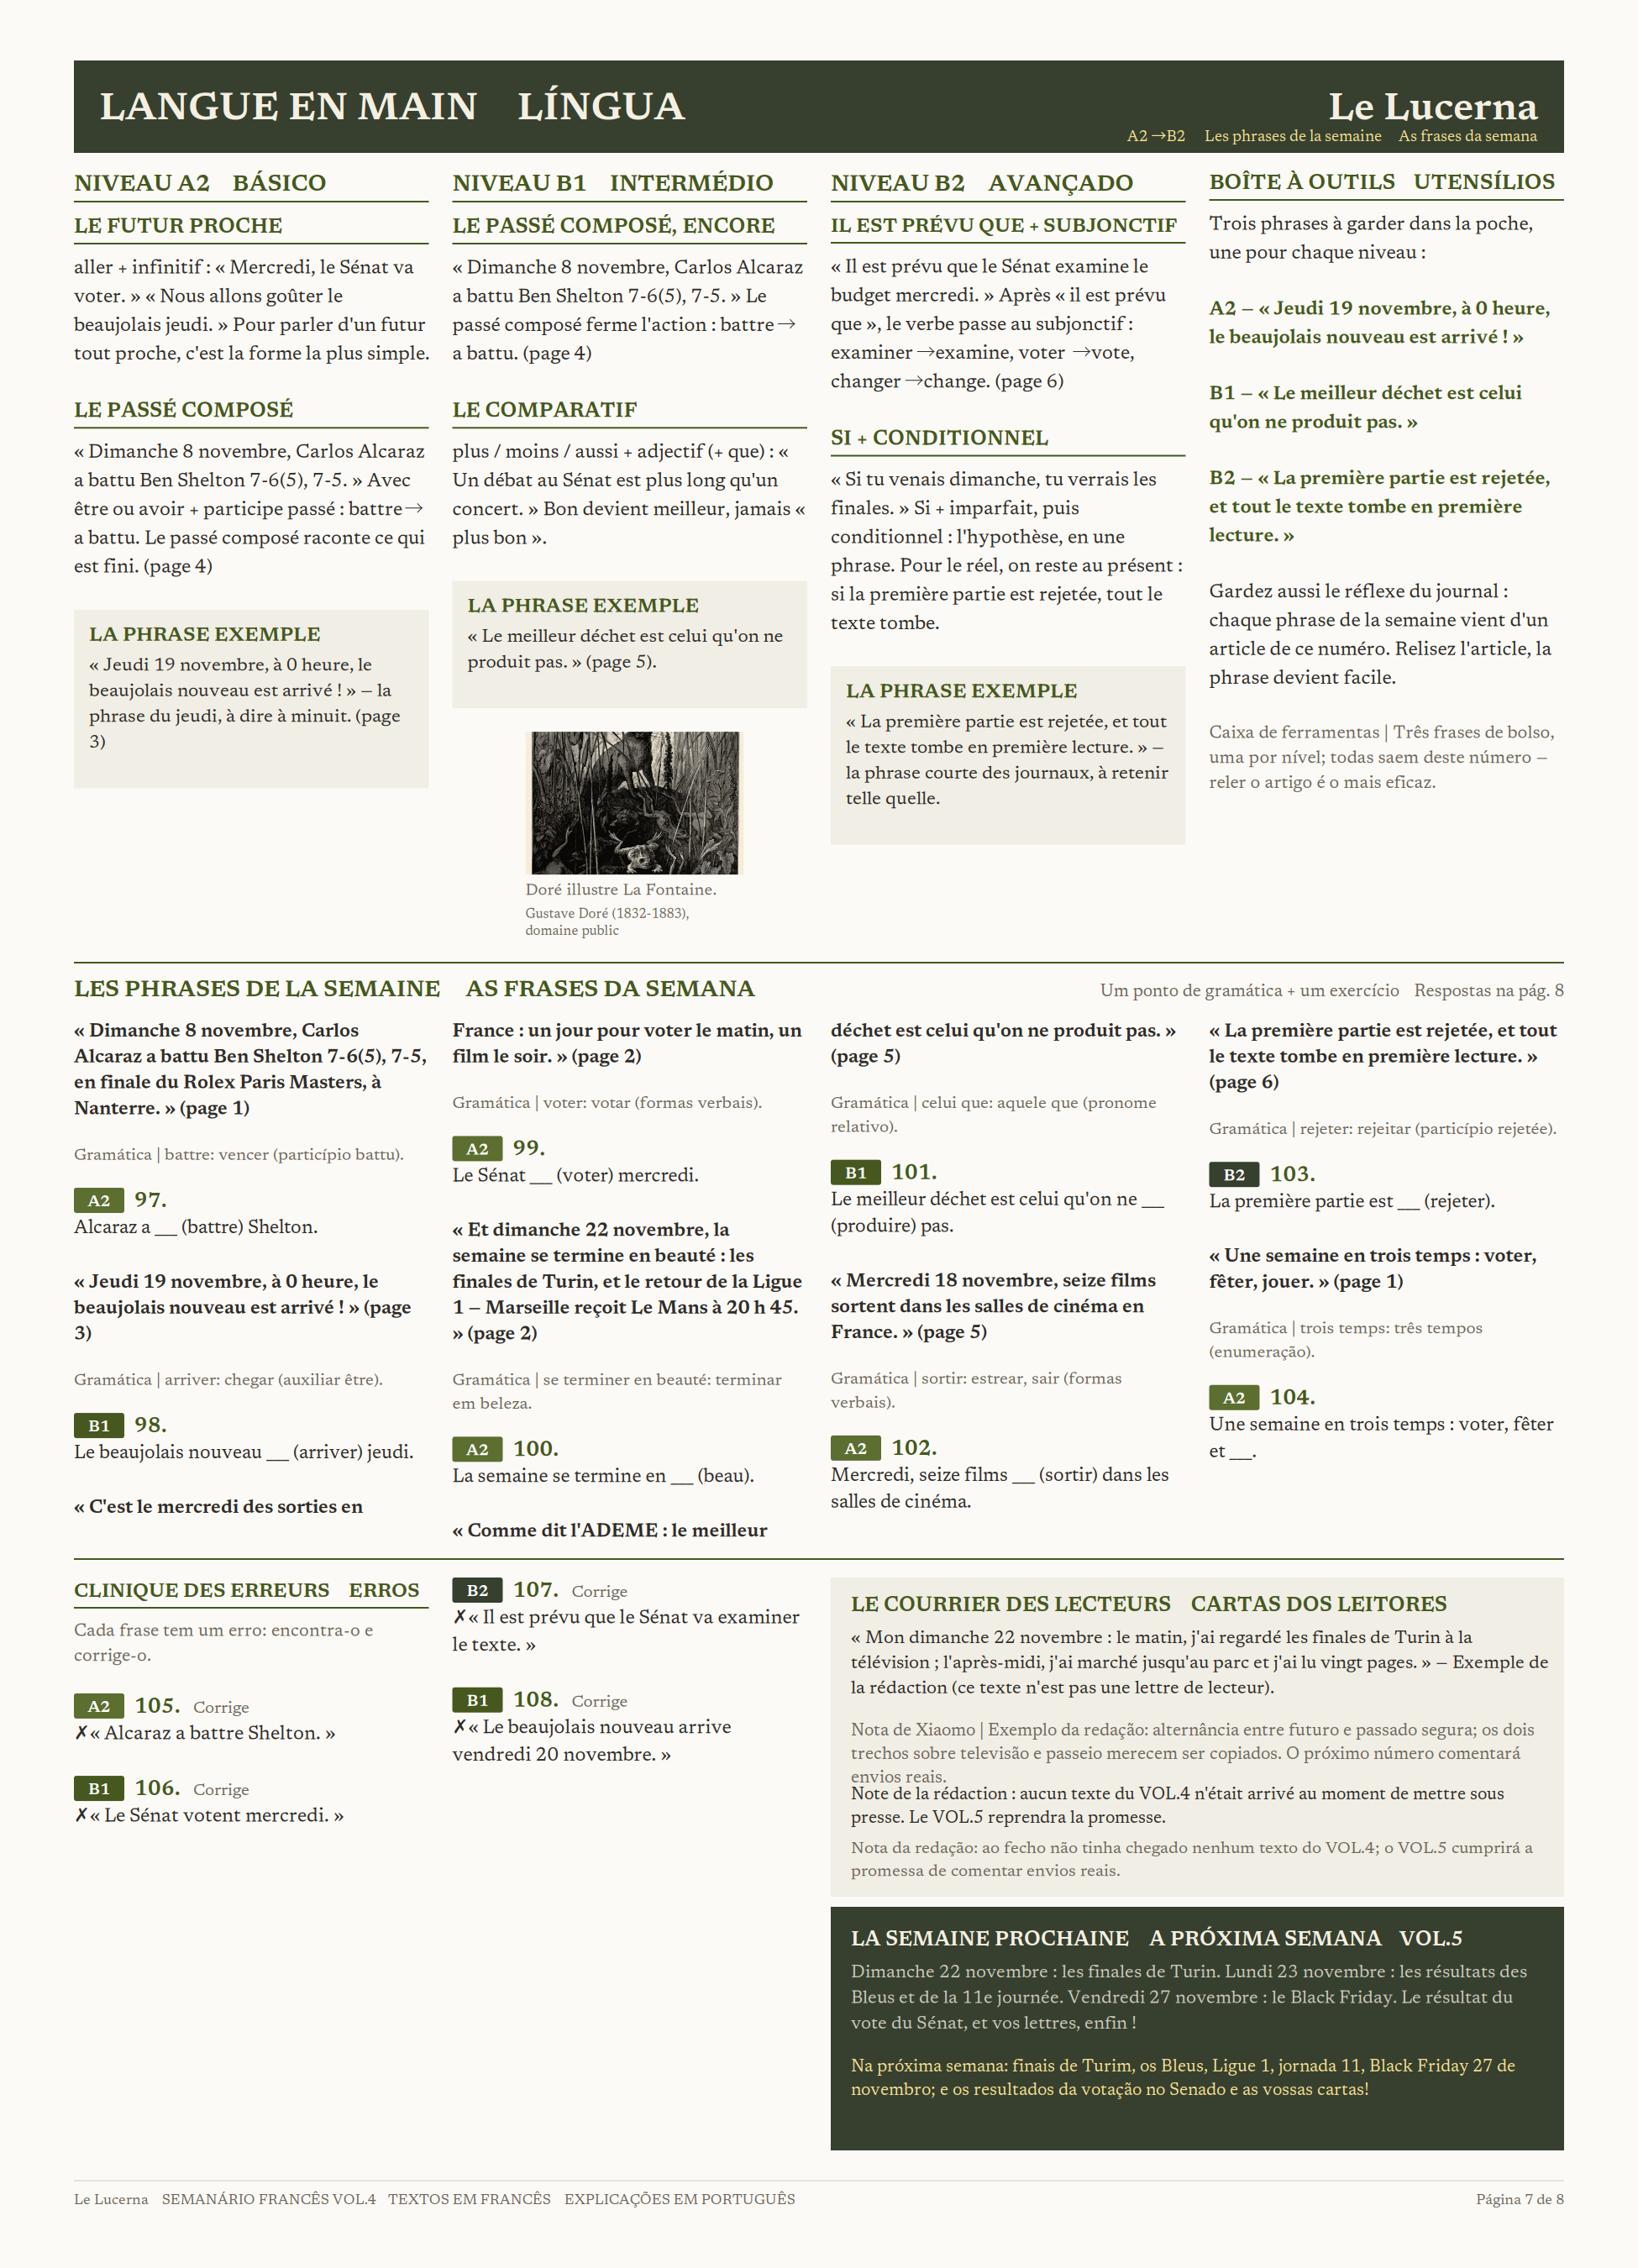 LANGUE EN MAIN LÍNGUA
Le Lucerna
A2 →B2 Les phrases de la semaine As frases da semana
NIVEAU A2 BÁSICO
LE FUTUR PROCHE
aller + infinitif : « Mercredi, le Sénat va
voter. » « Nous allons goûter le
beaujolais jeudi. » Pour parler d'un futur
tout proche, c'est la forme la plus simple.
LE PASSÉ COMPOSÉ
« Dimanche 8 novembre, Carlos Alcaraz
a battu Ben Shelton 7-6(5), 7-5. » Avec
être ou avoir + participe passé : battre→
a battu. Le passé composé raconte ce qui
est fini. (page 4)
LA PHRASE EXEMPLE
« Jeudi 19 novembre, à 0 heure, le
beaujolais nouveau est arrivé ! » — la
phrase du jeudi, à dire à minuit. (page
3)
NIVEAU B1 INTERMÉDIO
LE PASSÉ COMPOSÉ, ENCORE
« Dimanche 8 novembre, Carlos Alcaraz
a battu Ben Shelton 7-6(5), 7-5. » Le
passé composé ferme l'action : battre→
a battu. (page 4)
LE COMPARATIF
plus / moins / aussi + adjectif (+ que) : «
Un débat au Sénat est plus long qu'un
concert. » Bon devient meilleur, jamais «
plus bon ».
LA PHRASE EXEMPLE
« Le meilleur déchet est celui qu'on ne
produit pas. » (page 5).
Doré illustre La Fontaine.
Gustave Doré (1832-1883),
domaine public
NIVEAU B2 AVANÇADO
IL EST PRÉVU QUE + SUBJONCTIF
« Il est prévu que le Sénat examine le
budget mercredi. » Après « il est prévu
que », le verbe passe au subjonctif :
examiner →examine, voter →vote,
changer →change. (page 6)
SI + CONDITIONNEL
« Si tu venais dimanche, tu verrais les
finales. » Si + imparfait, puis
conditionnel : l'hypothèse, en une
phrase. Pour le réel, on reste au présent :
si la première partie est rejetée, tout le
texte tombe.
LA PHRASE EXEMPLE
« La première partie est rejetée, et tout
le texte tombe en première lecture. » —
la phrase courte des journaux, à retenir
telle quelle.
BOÎTE À OUTILS UTENSÍLIOS
Trois phrases à garder dans la poche,
une pour chaque niveau :
A2 — « Jeudi 19 novembre, à 0 heure,
le beaujolais nouveau est arrivé ! »
B1 — « Le meilleur déchet est celui
qu'on ne produit pas. »
B2 — « La première partie est rejetée,
et tout le texte tombe en première
lecture. »
Gardez aussi le réflexe du journal :
chaque phrase de la semaine vient d'un
article de ce numéro. Relisez l'article, la
phrase devient facile.
Caixa de ferramentas | Três frases de bolso,
uma por nível; todas saem deste número —
reler o artigo é o mais eficaz.
LES PHRASES DE LA SEMAINE AS FRASES DA SEMANA
Um ponto de gramática + um exercício Respostas na pág. 8
« Dimanche 8 novembre, Carlos
Alcaraz a battu Ben Shelton 7-6(5), 7-5,
en finale du Rolex Paris Masters, à
Nanterre. » (page 1)
Gramática | battre: vencer (particípio battu).
A2 97.
Alcaraz a ___ (battre) Shelton.
« Jeudi 19 novembre, à 0 heure, le
beaujolais nouveau est arrivé ! » (page
3)
Gramática | arriver: chegar (auxiliar être).
B1 98.
Le beaujolais nouveau ___ (arriver) jeudi.
« C'est le mercredi des sorties en
France : un jour pour voter le matin, un
film le soir. » (page 2)
Gramática | voter: votar (formas verbais).
A2 99.
Le Sénat ___ (voter) mercredi.
« Et dimanche 22 novembre, la
semaine se termine en beauté : les
finales de Turin, et le retour de la Ligue
1 — Marseille reçoit Le Mans à 20 h 45.
» (page 2)
Gramática | se terminer en beauté: terminar
em beleza.
A2 100.
La semaine se termine en ___ (beau).
« Comme dit l'ADEME : le meilleur
déchet est celui qu'on ne produit pas. »
(page 5)
Gramática | celui que: aquele que (pronome
relativo).
B1 101.
Le meilleur déchet est celui qu'on ne ___
(produire) pas.
« Mercredi 18 novembre, seize films
sortent dans les salles de cinéma en
France. » (page 5)
Gramática | sortir: estrear, sair (formas
verbais).
A2 102.
Mercredi, seize films ___ (sortir) dans les
salles de cinéma.
« La première partie est rejetée, et tout
le texte tombe en première lecture. »
(page 6)
Gramática | rejeter: rejeitar (particípio rejetée).
B2 103.
La première partie est ___ (rejeter).
« Une semaine en trois temps : voter,
fêter, jouer. » (page 1)
Gramática | trois temps: três tempos
(enumeração).
A2 104.
Une semaine en trois temps : voter, fêter
et ___.
CLINIQUE DES ERREURS ERROS
Cada frase tem um erro: encontra-o e
corrige-o.
A2 105. Corrige
✗« Alcaraz a battre Shelton. »
B1 106. Corrige
✗« Le Sénat votent mercredi. »
B2 107. Corrige
✗« Il est prévu que le Sénat va examiner
le texte. »
B1 108. Corrige
✗« Le beaujolais nouveau arrive
vendredi 20 novembre. »
LE COURRIER DES LECTEURS CARTAS DOS LEITORES
« Mon dimanche 22 novembre : le matin, j'ai regardé les finales de Turin à la
télévision ; l'après-midi, j'ai marché jusqu'au parc et j'ai lu vingt pages. » — Exemple de
la rédaction (ce texte n'est pas une lettre de lecteur).
Nota de Xiaomo | Exemplo da redação: alternância entre futuro e passado segura; os dois
trechos sobre televisão e passeio merecem ser copiados. O próximo número comentará
envios reais.
Note de la rédaction : aucun texte du VOL.4 n'était arrivé au moment de mettre sous
presse. Le VOL.5 reprendra la promesse.
Nota da redação: ao fecho não tinha chegado nenhum texto do VOL.4; o VOL.5 cumprirá a
promessa de comentar envios reais.
LA SEMAINE PROCHAINE A PRÓXIMA SEMANA VOL.5
Dimanche 22 novembre : les finales de Turin. Lundi 23 novembre : les résultats des
Bleus et de la 11e journée. Vendredi 27 novembre : le Black Friday. Le résultat du
vote du Sénat, et vos lettres, enfin !
Na próxima semana: finais de Turim, os Bleus, Ligue 1, jornada 11, Black Friday 27 de
novembro; e os resultados da votação no Senado e as vossas cartas!
Le Lucerna SEMANÁRIO FRANCÊS VOL.4 TEXTOS EM FRANCÊS EXPLICAÇÕES EM PORTUGUÊS
Página 7 de 8